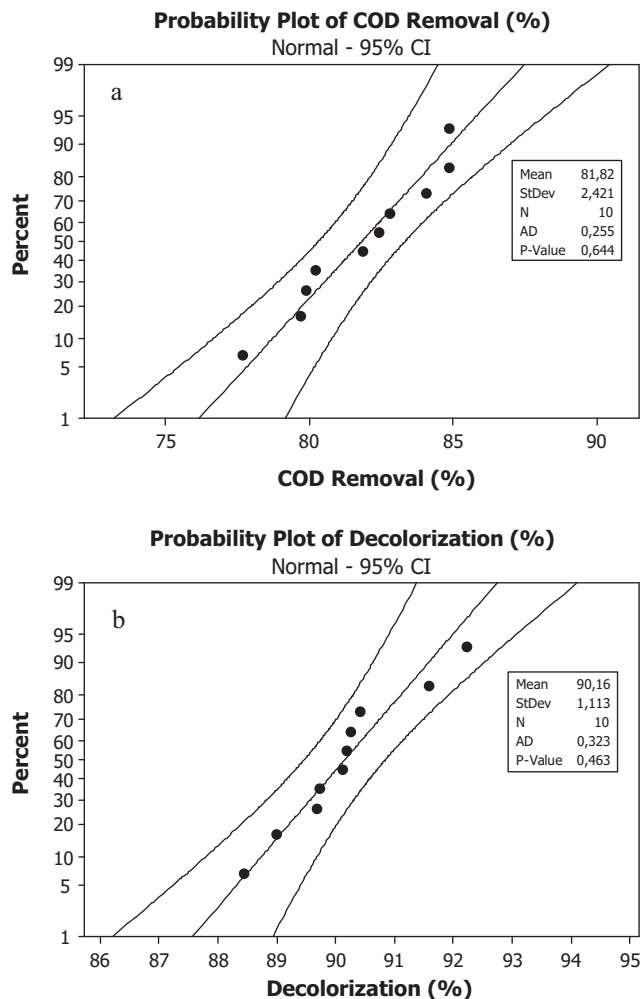 Probability Plot of COD Removal (%)
Normal - 95% CI
a
99
95
90
80
70
60
50
40
30
20
10
5
1
Percent
Mean 81,82
StDev 2,421
N 10
AD 0,255
P-Value 0,644
75 80 85 90
COD Removal (%)
Probability Plot of Decolorization (%)
Normal - 95% CI
b
99
95
90
80
70
60
50
40
30
20
10
5
1
Percent
Mean 90,16
StDev 1,113
N 10
AD 0,323
P-Value 0,463
86 87 88 89 90 91 92 93 94 95
Decolorization (%)